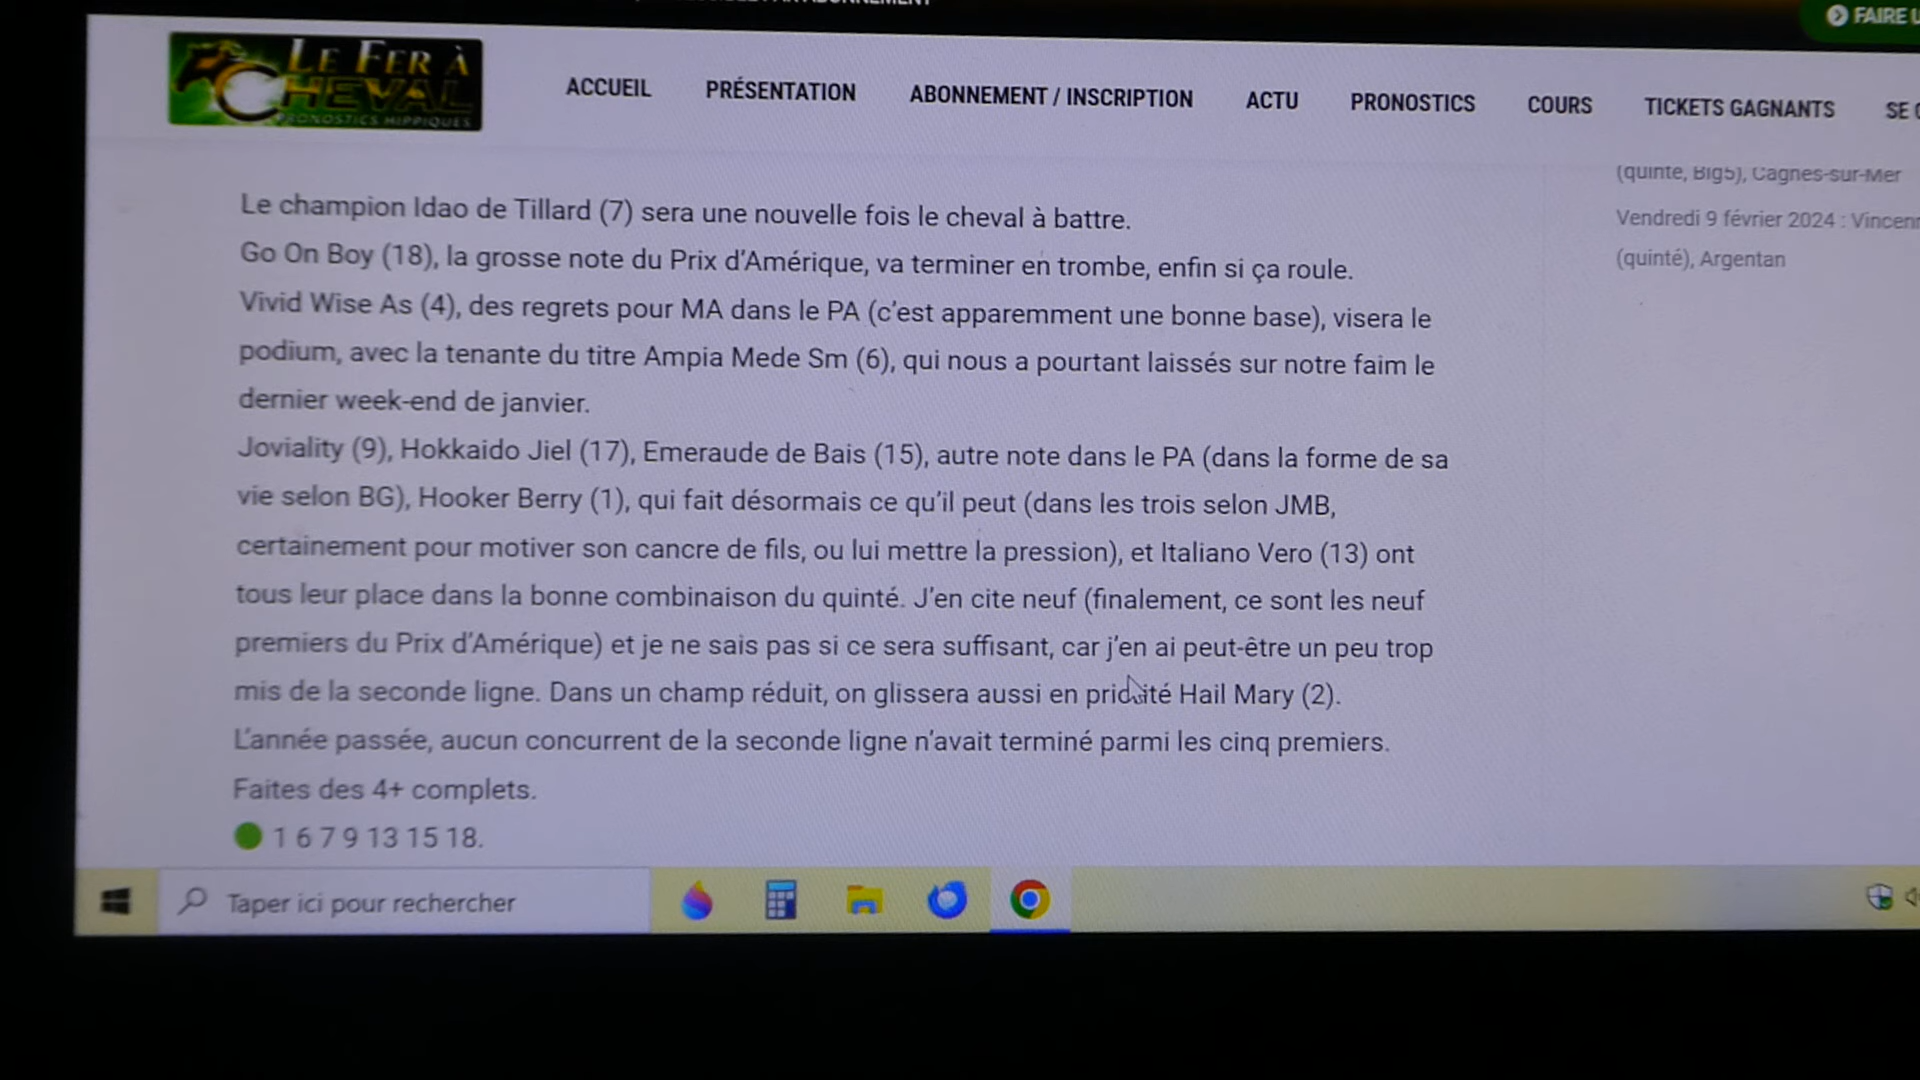 FAIRE
LE FER À
CHEVAL
PRONOSTICS HIPPIQUES
ACCUEIL PRÉSENTATION ABONNEMENT / INSCRIPTION ACTU PRONOSTICS COURS TICKETS GAGNANTS SE
(quinté, Big5), Cagnes-sur-Mer
Vendredi 9 février 2024 : Vincenn
(quinté), Argentan
Le champion Idao de Tillard (7) sera une nouvelle fois le cheval à battre.
Go On Boy (18), la grosse note du Prix d’Amérique, va terminer en trombe, enfin si ça roule.
Vivid Wise As (4), des regrets pour MA dans le PA (c’est apparemment une bonne base), visera le
podium, avec la tenante du titre Ampia Mede Sm (6), qui nous a pourtant laissés sur notre faim le
dernier week-end de janvier.
Joviality (9), Hokkaido Jiel (17), Emeraude de Bais (15), autre note dans le PA (dans la forme de sa
vie selon BG), Hooker Berry (1), qui fait désormais ce qu’il peut (dans les trois selon JMB,
certainement pour motiver son cancre de fils, ou lui mettre la pression), et Italiano Vero (13) ont
tous leur place dans la bonne combinaison du quinté. J’en cite neuf (finalement, ce sont les neuf
premiers du Prix d’Amérique) et je ne sais pas si ce sera suffisant, car j’en ai peut-être un peu trop
mis de la seconde ligne. Dans un champ réduit, on glissera aussi en priorité Hail Mary (2).
L’année passée, aucun concurrent de la seconde ligne n’avait terminé parmi les cinq premiers.
Faites des 4+ complets.
1 6 7 9 13 15 18.
Taper ici pour rechercher